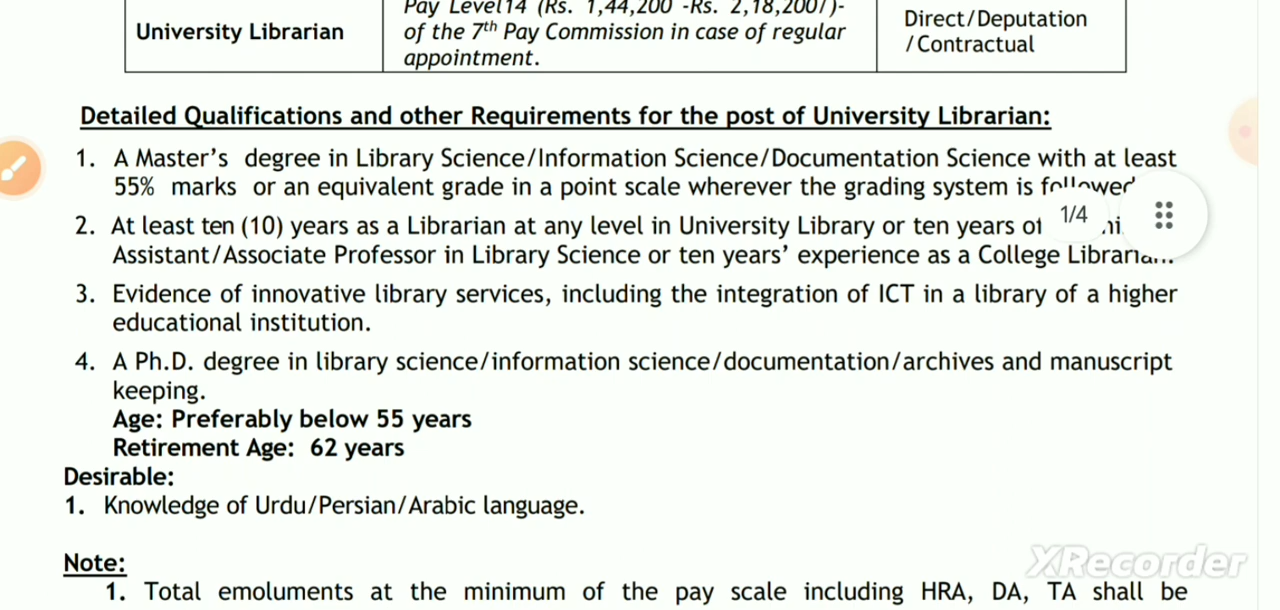 University Librarian
Pay Level14 (Rs. 1,44,200 -Rs. 2,18,200/)-
of the 7th Pay Commission in case of regular
appointment.
Direct/Deputation
/Contractual
Detailed Qualifications and other Requirements for the post of University Librarian:
1. A Master's degree in Library Science/Information Science/Documentation Science with at least
55% marks or an equivalent grade in a point scale wherever the grading system is followed
1/4
2. At least ten (10) years as a Librarian at any level in University Library or ten years of
Assistant/Associate Professor in Library Science or ten years' experience as a College Librarian.
3. Evidence of innovative library services, including the integration of ICT in a library of a higher
educational institution.
4. A Ph.D. degree in library science/information science/documentation/archives and manuscript
keeping.
Age: Preferably below 55 years
Retirement Age: 62 years
Desirable:
1. Knowledge of Urdu/Persian/Arabic language.
Note:
XRecorder
1. Total emoluments at the minimum of the pay scale including HRA, DA, TA shall be